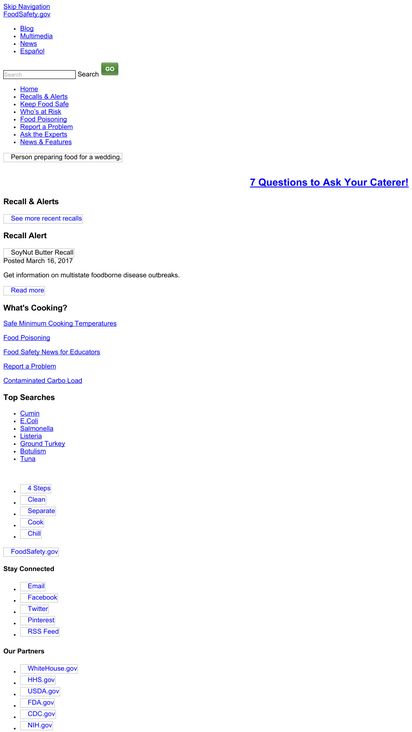 Skip Navigation
FoodSafety.gov
Blog
Multimedia
News
Español
Search
Search GO
Home
Recalls & Alerts
Keep Food Safe
Who's at Risk
Food Poisoning
Report a Problem
Ask the Experts
News & Features
Person preparing food for a wedding.
7 Questions to Ask Your Caterer!
Recall & Alerts
See more recent recalls
Recall Alert
SoyNut Butter Recall
Posted March 16, 2017
Get information on multistate foodborne disease outbreaks.
Read more
What's Cooking?
Safe Minimum Cooking Temperatures
Food Poisoning
Food Safety News for Educators
Report a Problem
Contaminated Carbo Load
Top Searches
Cumin
E.Coli
Salmonella
Listeria
Ground Turkey
Botulism
Tuna
4 Steps
Clean
Separate
Cook
Chill
FoodSafety.gov
Stay Connected
Email
Facebook
Twitter
Pinterest
RSS Feed
Our Partners
WhiteHouse.gov
HHS.gov
USDA.gov
FDA.gov
CDC.gov
NIH.gov